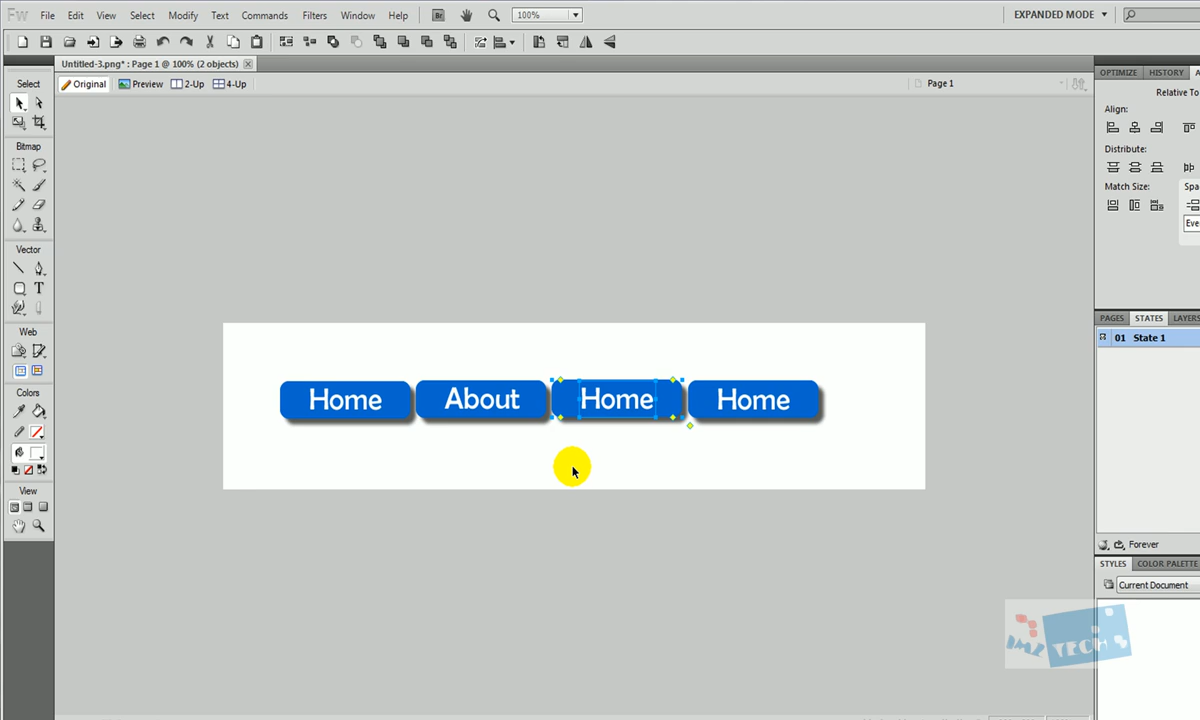 Fw File Edit View Select Modify Text Commands Filters Window Help Br 100% EXPANDED MODE
Untitled-3.png* : Page 1 @ 100% (2 objects)
Original Preview 2-Up 4-Up Page 1
Select
Bitmap
Vector
T
Web
Colors
View
OPTIMIZE HISTORY A
Relative To
Align:
Distribute:
Match Size: Spa
Eve
Home About Home Home
PAGES STATES LAYERS
01 State 1
Forever
STYLES COLOR PALETTE
Current Document
IMZ TECH